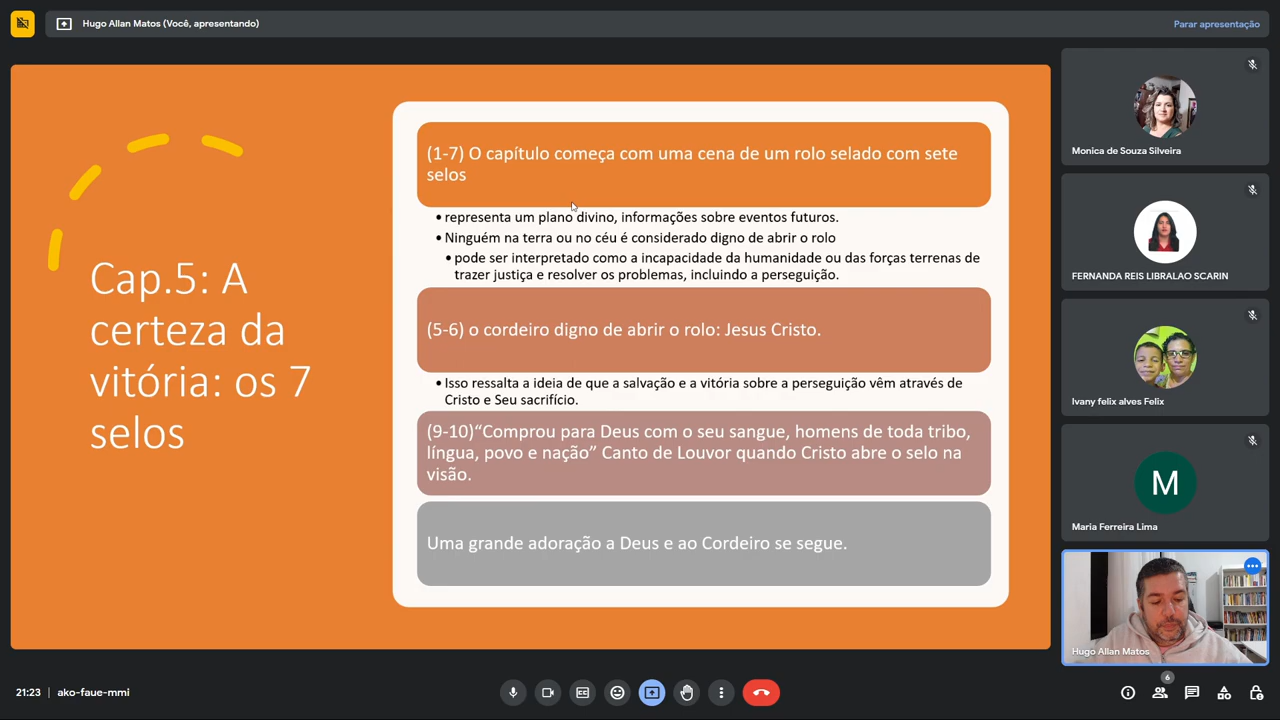 Hugo Allan Matos (Você, apresentando)
Parar apresentação
Cap.5: A
certeza da
vitória: os 7
selos
(1-7) O capítulo começa com uma cena de um rolo selado com sete
selos
• representa um plano divino, informações sobre eventos futuros.
• Ninguém na terra ou no céu é considerado digno de abrir o rolo
• pode ser interpretado como a incapacidade da humanidade ou das forças terrenas de
trazer justiça e resolver os problemas, incluindo a perseguição.
(5-6) o cordeiro digno de abrir o rolo: Jesus Cristo.
• Isso ressalta a ideia de que a salvação e a vitória sobre a perseguição vêm através de
Cristo e Seu sacrifício.
(9-10)“Comprou para Deus com o seu sangue, homens de toda tribo,
língua, povo e nação” Canto de Louvor quando Cristo abre o selo na
visão.
Uma grande adoração a Deus e ao Cordeiro se segue.
Monica de Souza Silveira
FERNANDA REIS LIBRALAO SCARIN
Ivany felix alves Felix
M
Maria Ferreira Lima
Hugo Allan Matos
21:23 | ako-faue-mmi
6